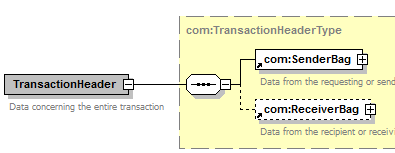 com:TransactionHeaderType
com:SenderBag
Data from the requesting or send
TransactionHeader
Data concerning the entire transaction
com:ReceiverBag
Data from the recipient or receivi